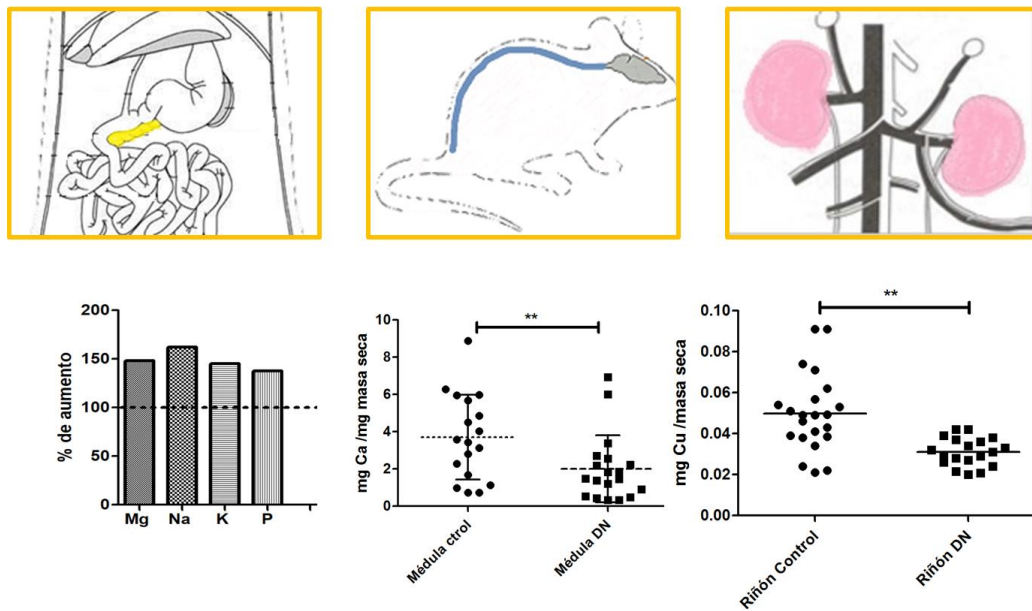 % de aumento
200
150
100
50
0
Mg Na K P
mg Ca /mg masa seca
10
8
6
4
2
0
**
Médula ctrol
Médula DN
mg Cu /masa seca
0.10
0.08
0.06
0.04
0.02
0.00
**
Riñón Control
Riñón DN